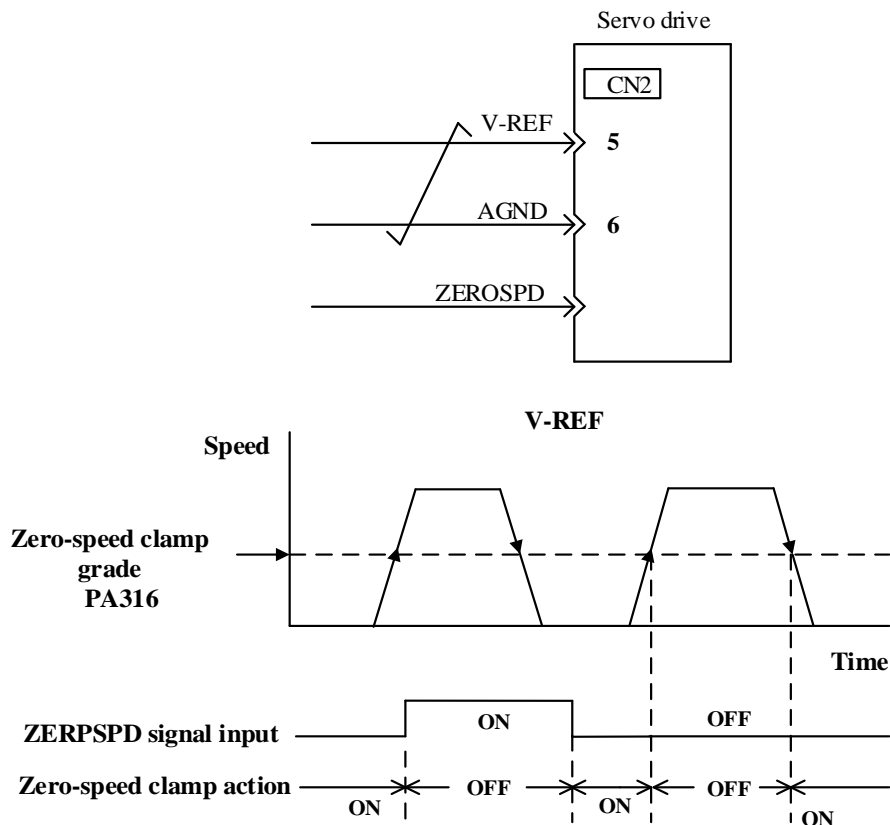 Servo drive
CN2
V-REF
5
AGND
6
ZEROSPD
V-REF
Speed
Zero-speed clamp
grade
PA316
Time
ZERPSPD signal input
ON
OFF
Zero-speed clamp action
ON
OFF
ON
OFF
ON